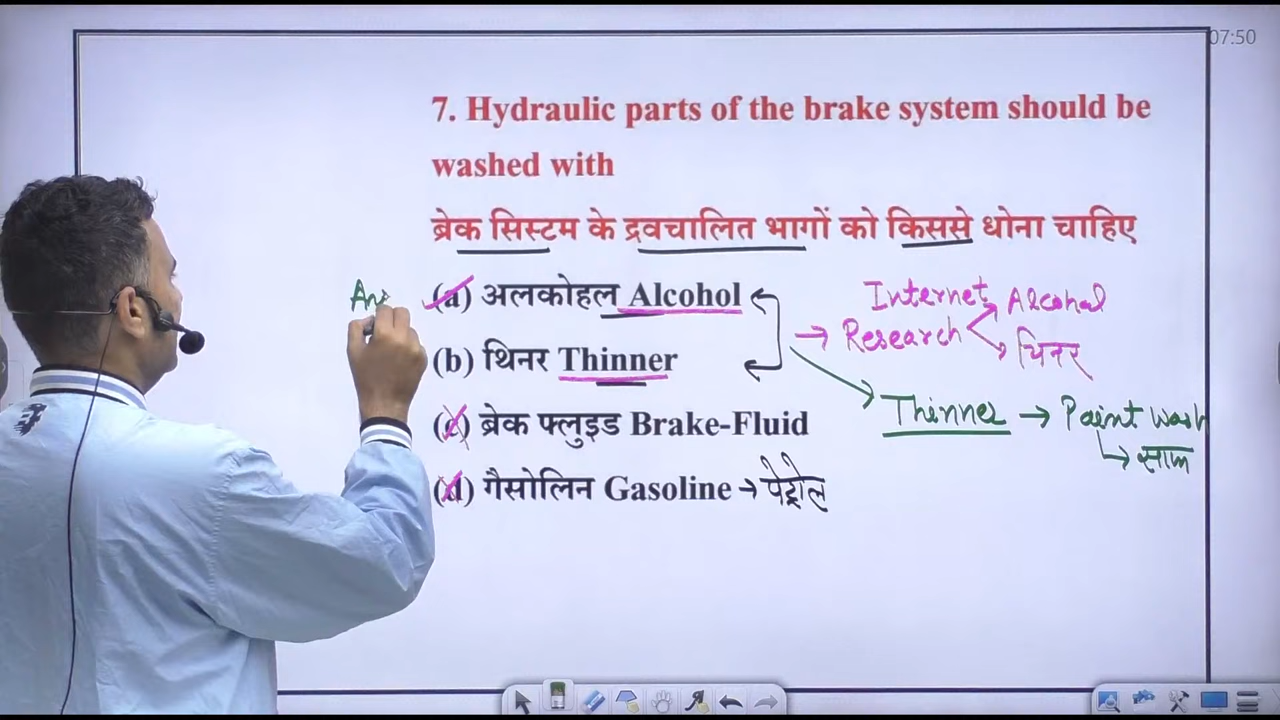 07:50
7. Hydraulic parts of the brake system should be
washed with
ब्रेक सिस्टम के द्रवचालित भागों को किससे धोना चाहिए
Ans
(a) अलकोहल Alcohol
(b) थिनर Thinner
(c) ब्रेक फ्लुइड Brake-Fluid
(d) गैसोलिन Gasoline → पेट्रोल
Internet
→ Research
Alcohal
थिनर
Thinner → Paint wash
→ साफ